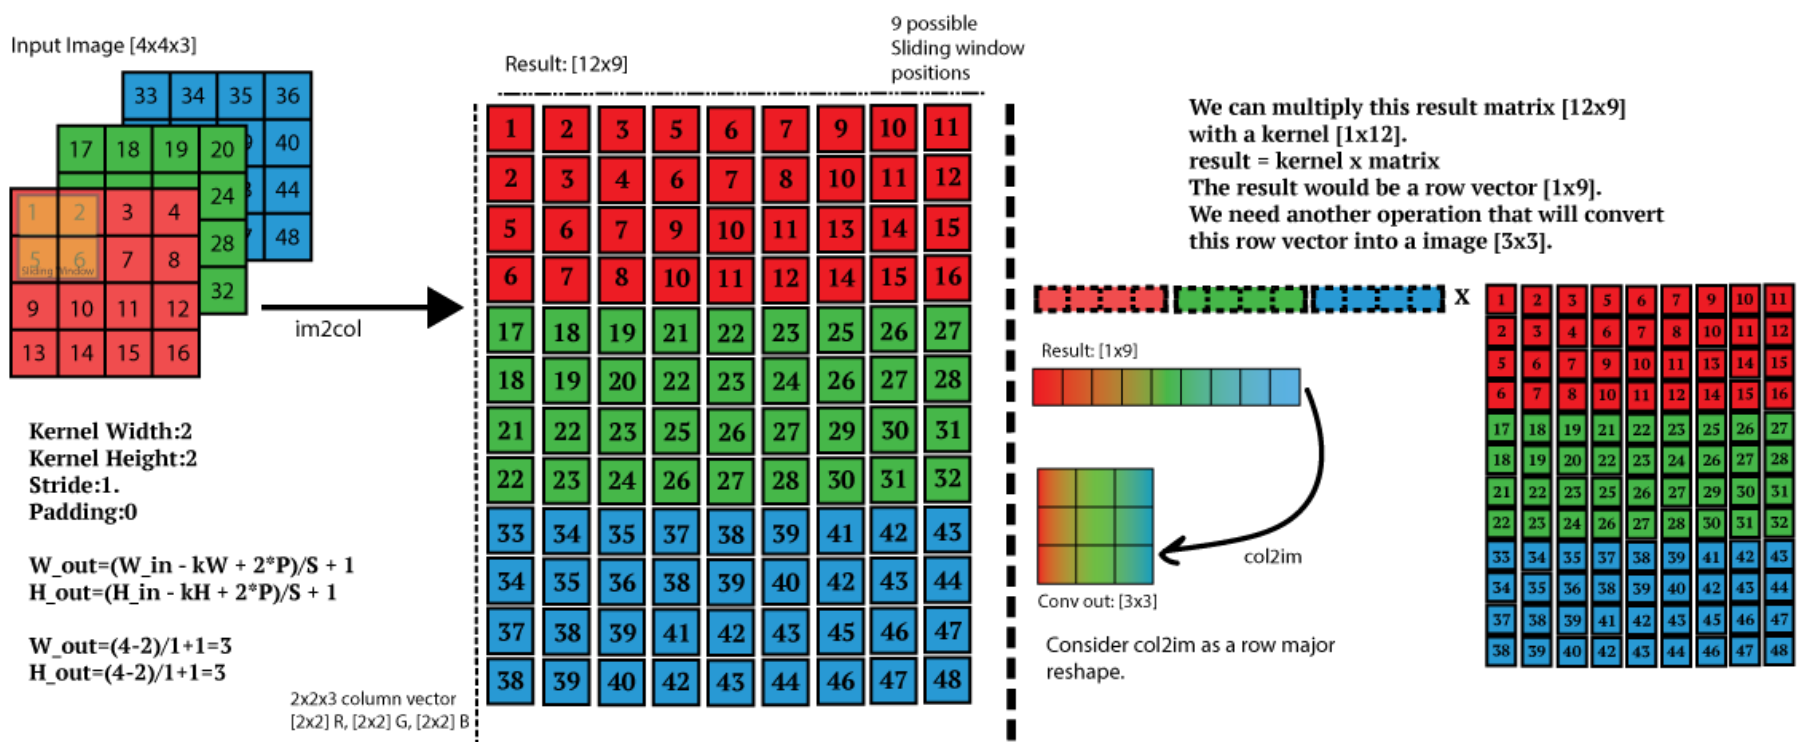 Input Image [4x4x3]
33 34 35 36
40
44
48
17 18 19 20
24
28
32
1 2 3 4
5 6 7 8
Sliding Window
9 10 11 12
13 14 15 16
im2col
Kernel Width:2
Kernel Height:2
Stride:1.
Padding:0
W_out=(W_in - kW + 2*P)/S + 1
H_out=(H_in - kH + 2*P)/S + 1
W_out=(4-2)/1+1=3
H_out=(4-2)/1+1=3
2x2x3 column vector
[2x2] R, [2x2] G, [2x2] B
Result: [12x9]
9 possible
Sliding window
positions
1 2 3 5 6 7 9 10 11
2 3 4 6 7 8 10 11 12
5 6 7 9 10 11 13 14 15
6 7 8 10 11 12 14 15 16
17 18 19 21 22 23 25 26 27
18 19 20 22 23 24 26 27 28
21 22 23 25 26 27 29 30 31
22 23 24 26 27 28 30 31 32
33 34 35 37 38 39 41 42 43
34 35 36 38 39 40 42 43 44
37 38 39 41 42 43 45 46 47
38 39 40 42 43 44 46 47 48
We can multiply this result matrix [12x9]
with a kernel [1x12].
result = kernel x matrix
The result would be a row vector [1x9].
We need another operation that will convert
this row vector into a image [3x3].
x
Result: [1x9]
col2im
Conv out: [3x3]
Consider col2im as a row major
reshape.
1 2 3 5 6 7 9 10 11
2 3 4 6 7 8 10 11 12
5 6 7 9 10 11 13 14 15
6 7 8 10 11 12 14 15 16
17 18 19 21 22 23 25 26 27
18 19 20 22 23 24 26 27 28
21 22 23 25 26 27 29 30 31
22 23 24 26 27 28 30 31 32
33 34 35 37 38 39 41 42 43
34 35 36 38 39 40 42 43 44
37 38 39 41 42 43 45 46 47
38 39 40 42 43 44 46 47 48